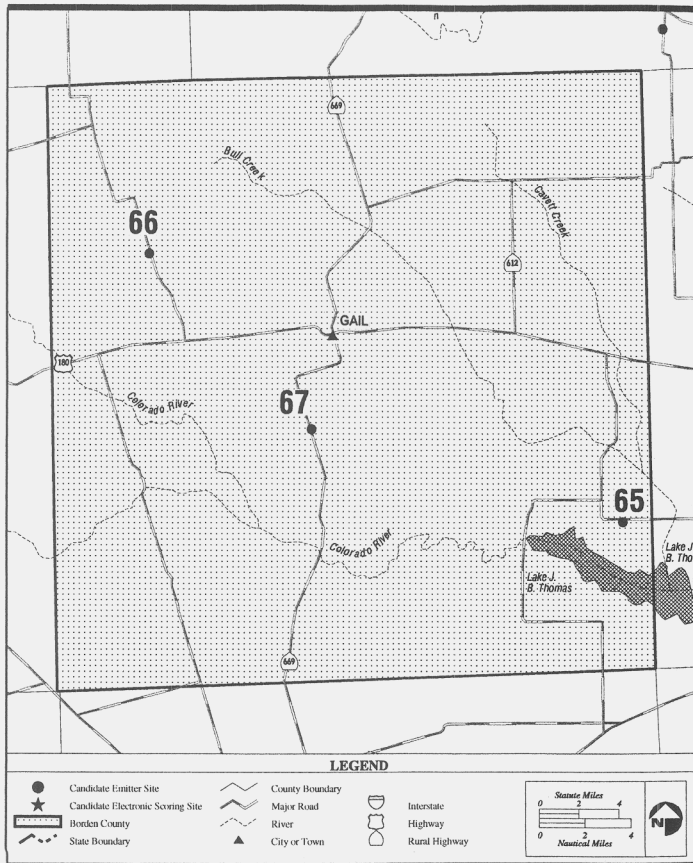 n
669
Bull Creek
Cavett Creek
66
612
GAIL
180
67
Colorado River
65
Colorado River
Lake J.
B. Thomas
Lake J.
B. Tho
669
LEGEND
Candidate Emitter Site
Candidate Electronic Scoring Site
Borden County
State Boundary
County Boundary
Major Road
River
City or Town
Interstate
Highway
Rural Highway
Statute Miles
0 2 4
0 2 4
Nautical Miles
N